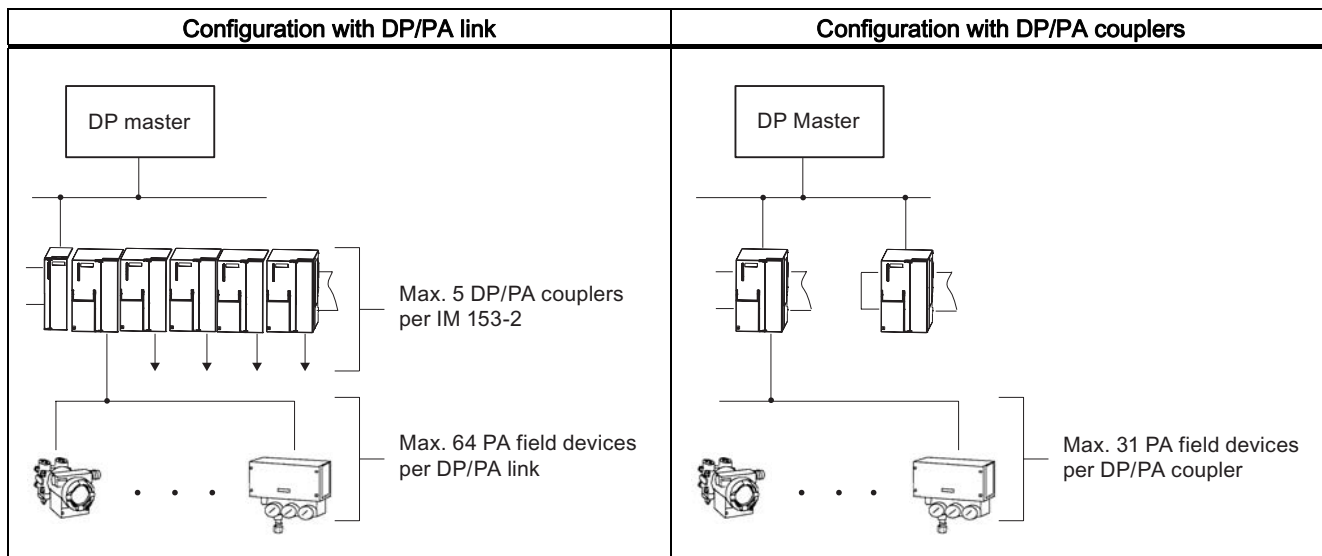 Configuration with DP/PA link
Configuration with DP/PA couplers
DP master
Max. 5 DP/PA couplers
per IM 153-2
Max. 64 PA field devices
per DP/PA link
DP Master
Max. 31 PA field devices
per DP/PA coupler